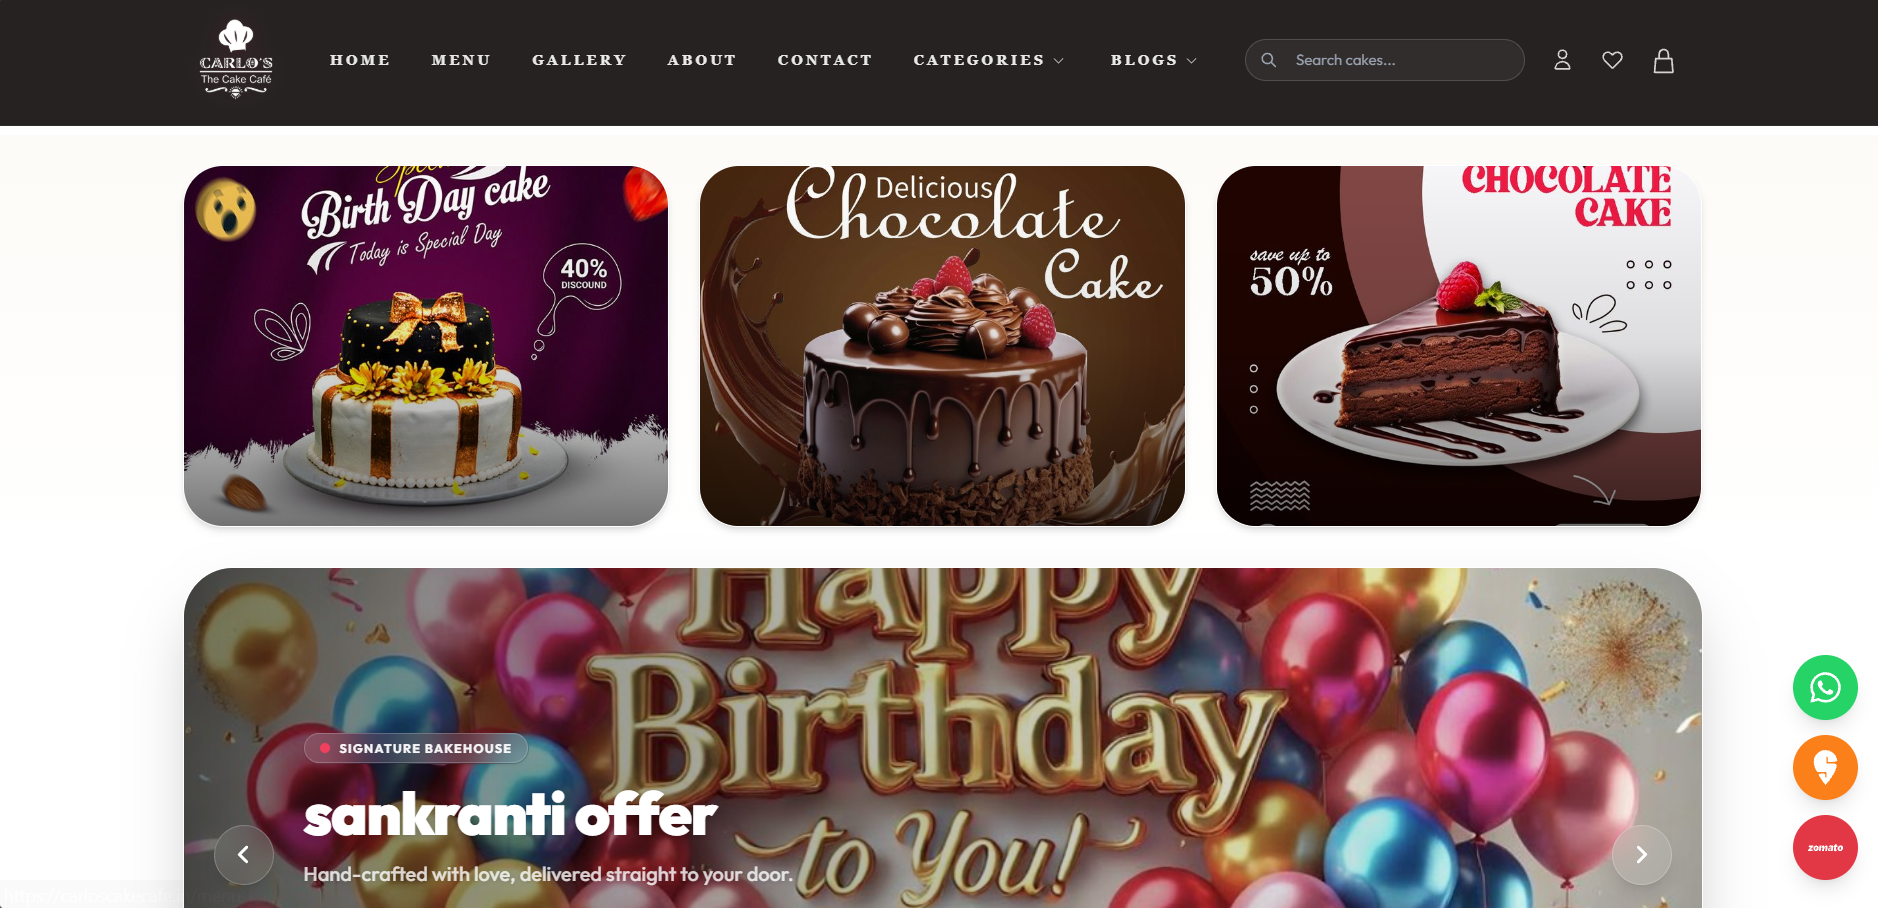 CARLO'S
The Cake Café
HOME
MENU
GALLERY
ABOUT
CONTACT
CATEGORIES
BLOGS
Search cakes...
Special
Birth Day cake
Today is Special Day
40%
DISCOUND
Delicious
Chocolate
Cake
CHOCOLATE
CAKE
save up to
50%
Happy
Birthday
to You!
SIGNATURE BAKEHOUSE
sankranti offer
Hand-crafted with love, delivered straight to your door.
zomato